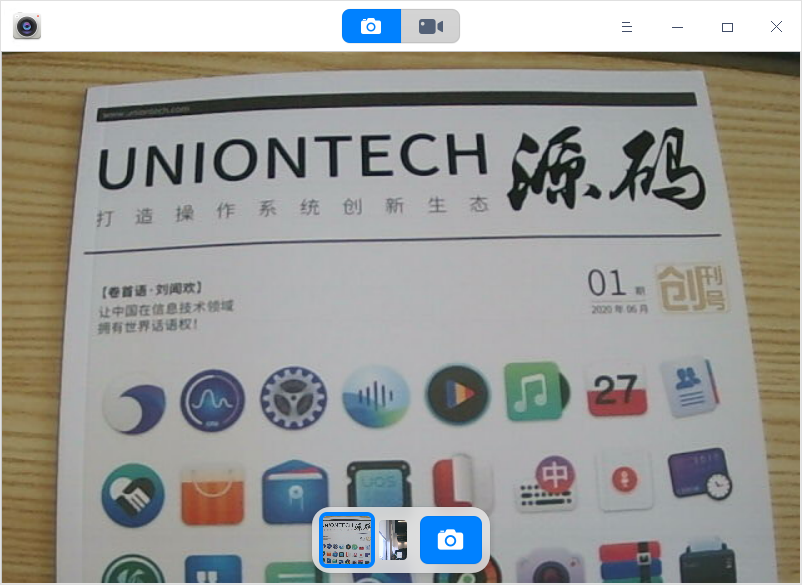 www.uniontech.com
UNIONTECH 源码
打造操作系统创新生态
【卷首语·刘闻欢】
让中国在信息技术领域
拥有世界话语权！
01 期
2020 年 06 月
创刊号
27
UOS
中